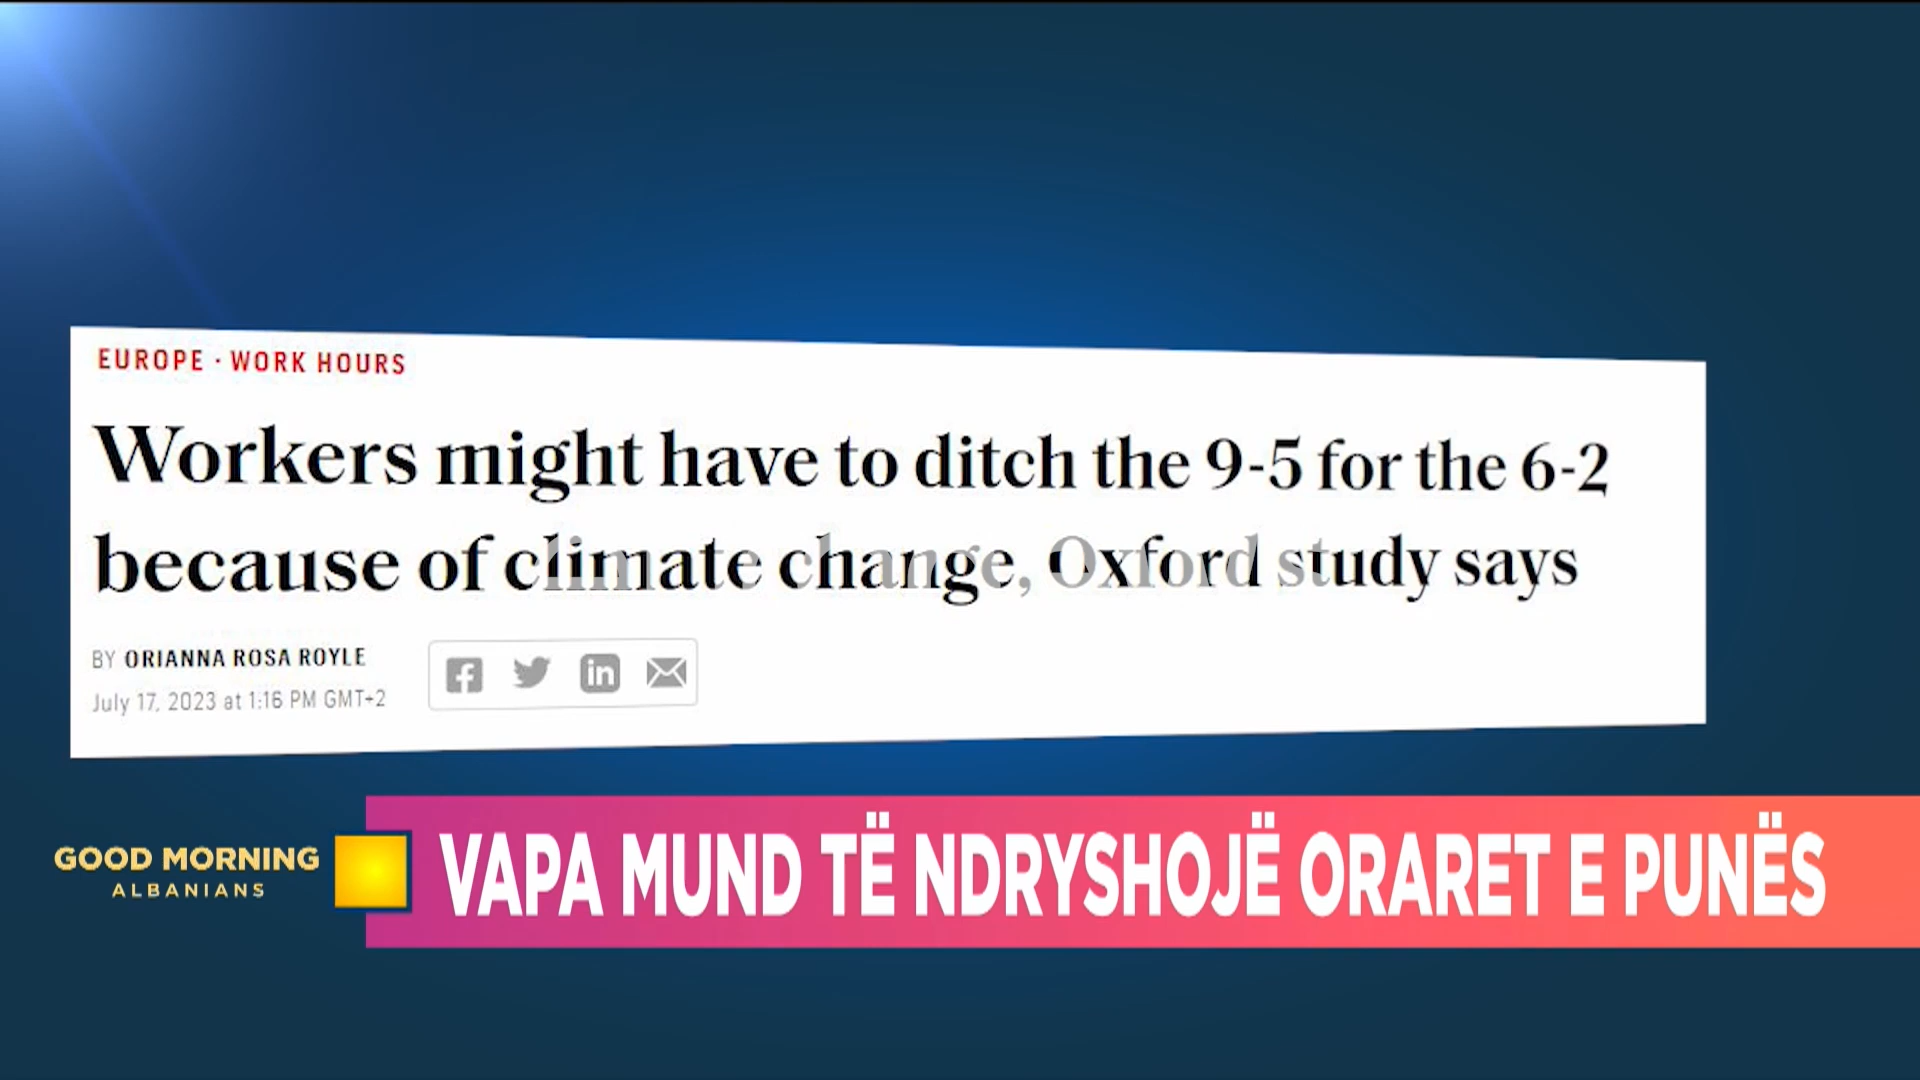 EUROPE · WORK HOURS
Workers might have to ditch the 9-5 for the 6-2
because of climate change, Oxford study says
BY ORIANNA ROSA ROYLE
July 17, 2023 at 1:16 PM GMT+2
GOOD MORNING
ALBANIANS
VAPA MUND TË NDRYSHOJË ORARET E PUNËS